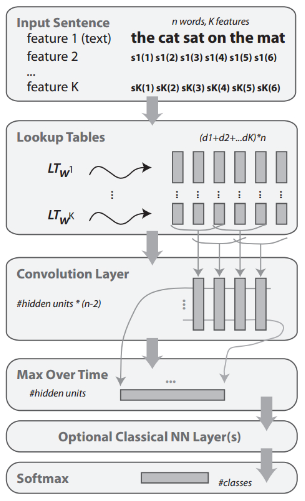 Input Sentence
n words, K features
feature 1 (text) the cat sat on the mat
feature 2 s1(1) s1(2) s1(3) s1(4) s1(5) s1(6)
...
feature K sK(1) sK(2) sK(3) sK(4) sK(5) sK(6)
Lookup Tables
(d1+d2+...dK)*n
LTw1
...
LTwK
Convolution Layer
#hidden units * (n-2)
Max Over Time
...
#hidden units
Optional Classical NN Layer(s)
Softmax
#classes